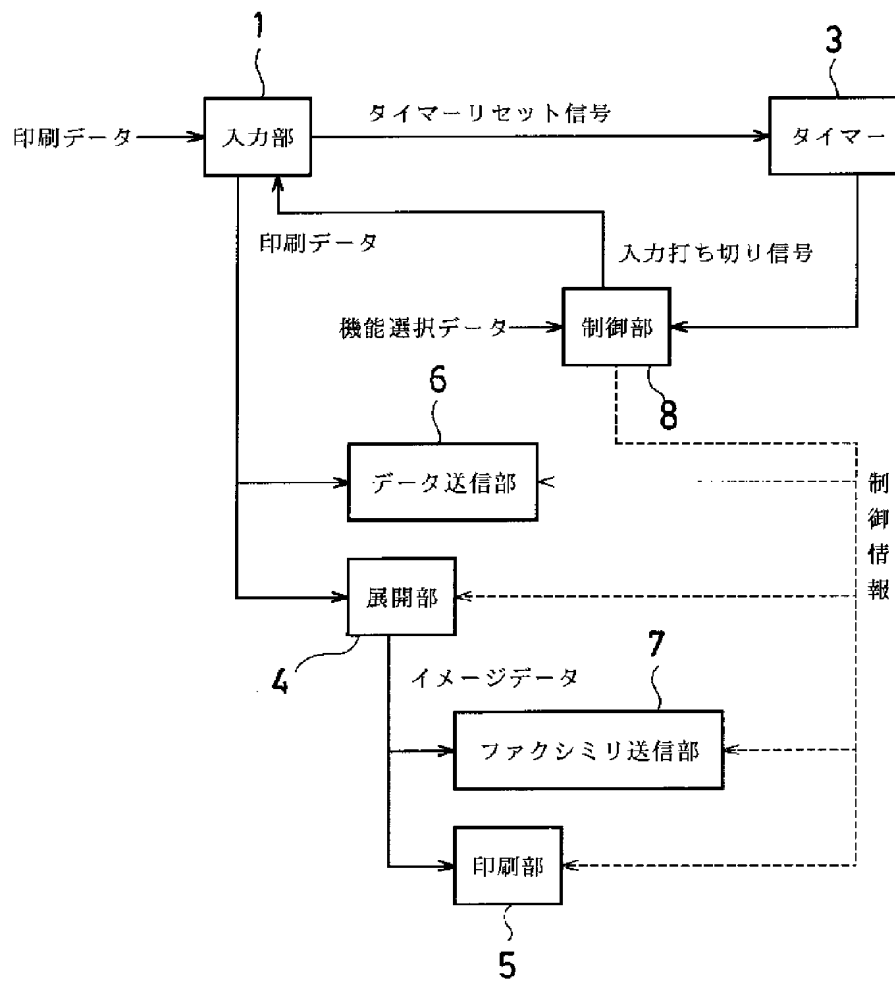 1
3
タイマーリセット信号
印刷データ
入力部
タイマー
印刷データ
入力打ち切り信号
機能選択データ
制御部
8
6
データ送信部
制御情報
展開部
4
イメージデータ
7
ファクシミリ送信部
印刷部
5